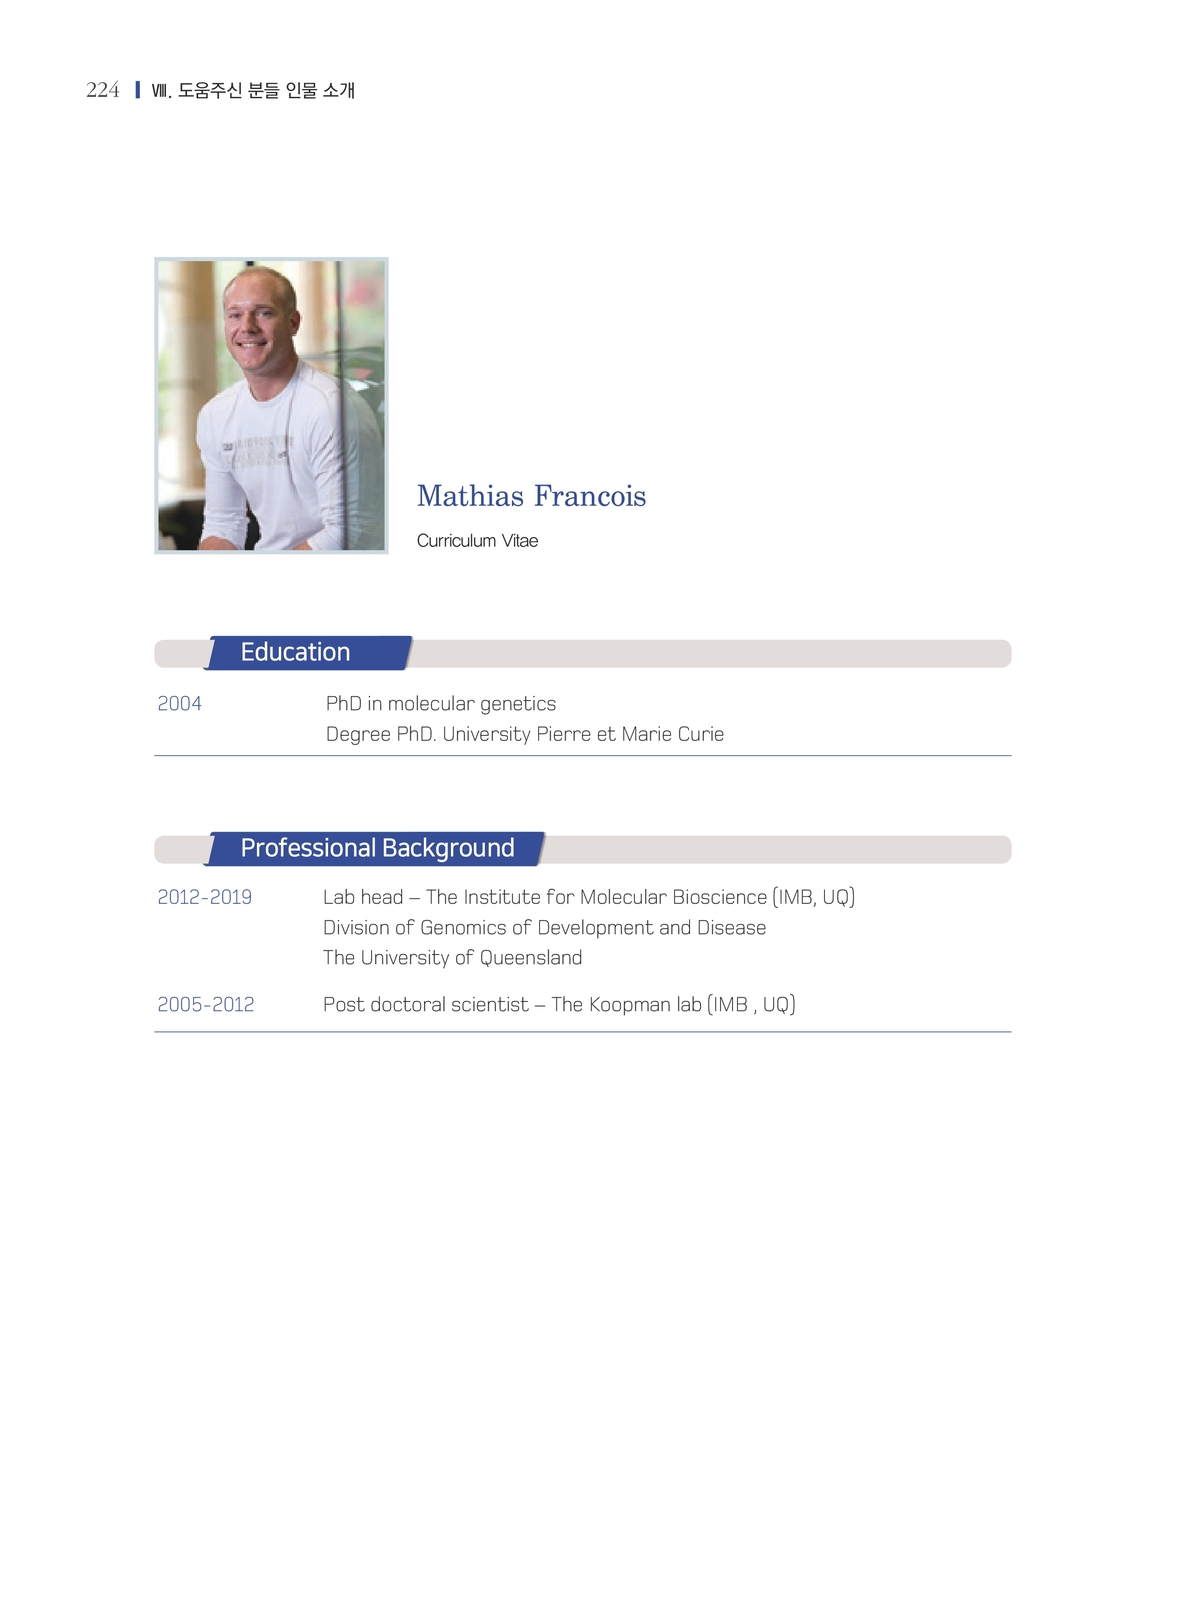 224 Ⅷ. 도움주신 분들 인물 소개
Mathias Francois
Curriculum Vitae
Education
2004 PhD in molecular genetics
Degree PhD. University Pierre et Marie Curie
Professional Background
2012-2019 Lab head – The Institute for Molecular Bioscience (IMB, UQ)
Division of Genomics of Development and Disease
The University of Queensland
2005-2012 Post doctoral scientist – The Koopman lab (IMB , UQ)